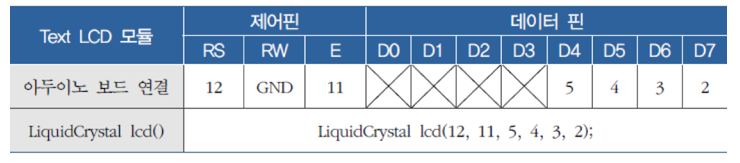 Text LCD 모듈 제어핀 데이터 핀
RS RW E D0 D1 D2 D3 D4 D5 D6 D7
아두이노 보드 연결 12 GND 11 5 4 3 2
LiquidCrystal lcd() LiquidCrystal lcd(12, 11, 5, 4, 3, 2);